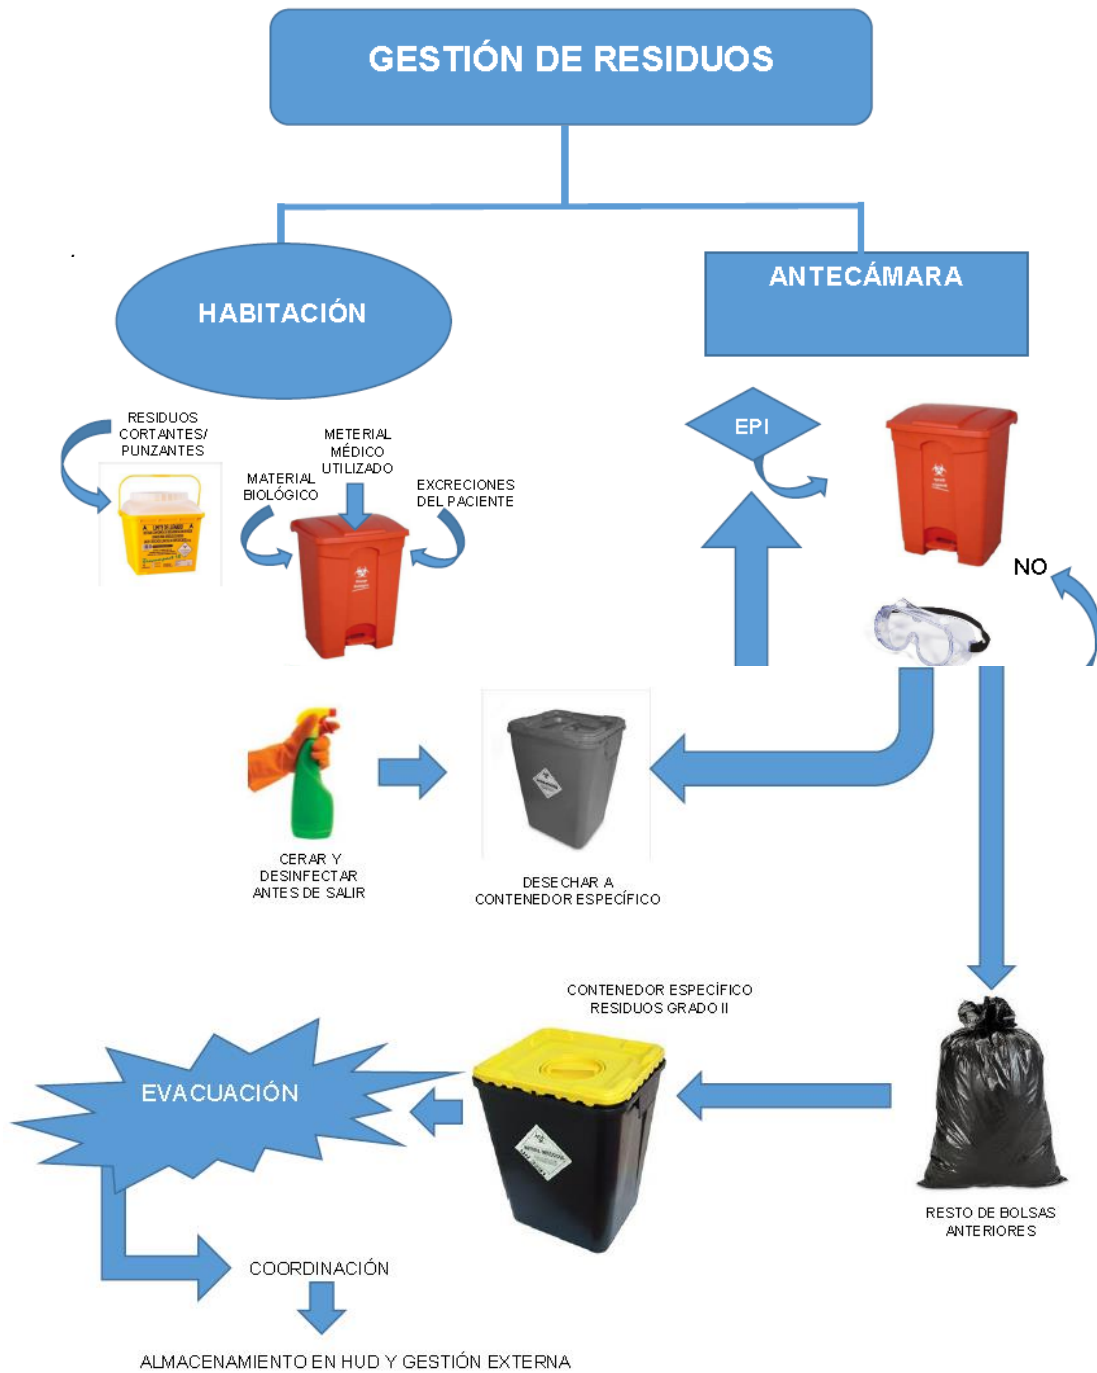 GESTIÓN DE RESIDUOS
HABITACIÓN
ANTECÁMARA
.
RESIDUOS
CORTANTES/
PUNZANTES
METERIAL
MÉDICO
UTILIZADO
MATERIAL
BIOLÓGICO
EXCRECIONES
DEL PACIENTE
EPI
NO
CERAR Y
DESINFECTAR
ANTES DE SALIR
DESECHAR A
CONTENEDOR ESPECÍFICO
CONTENEDOR ESPECÍFICO
RESIDUOS GRADO II
EVACUACIÓN
RESTO DE BOLSAS
ANTERIORES
COORDINACIÓN
ALMACENAMIENTO EN HUD Y GESTIÓN EXTERNA